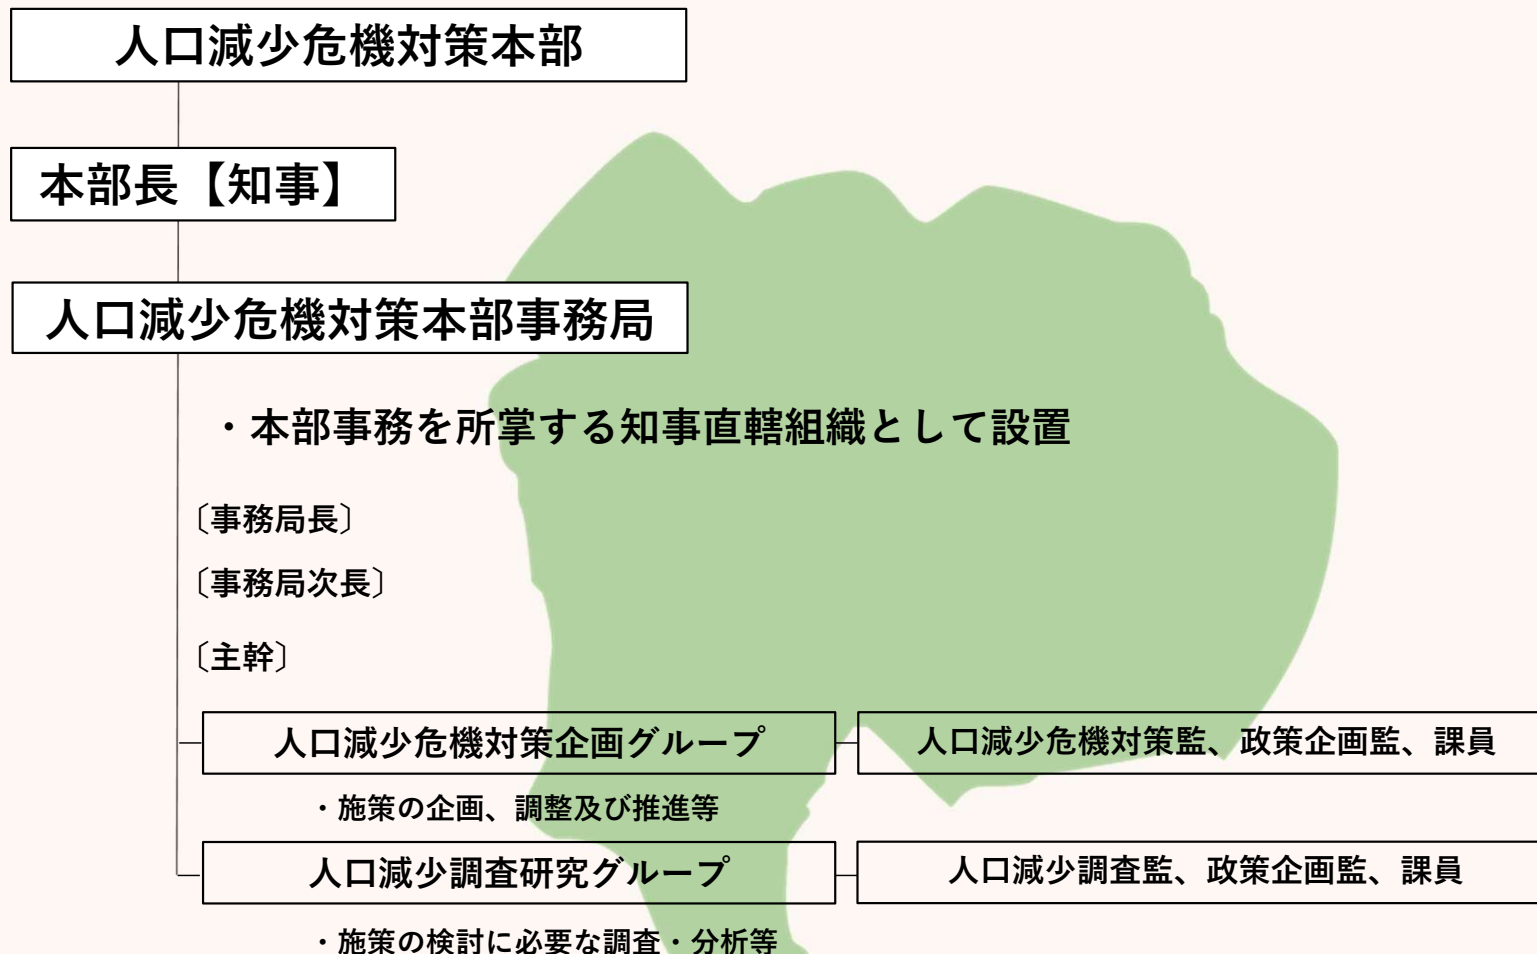 人口減少危機対策本部
本部長【知事】
人口減少危機対策本部事務局
・本部事務を所掌する知事直轄組織として設置
〔事務局長〕
〔事務局次長〕
〔主幹〕
人口減少危機対策企画グループ
人口減少危機対策監、政策企画監、課員
・施策の企画、調整及び推進等
人口減少調査研究グループ
人口減少調査監、政策企画監、課員
・施策の検討に必要な調査・分析等